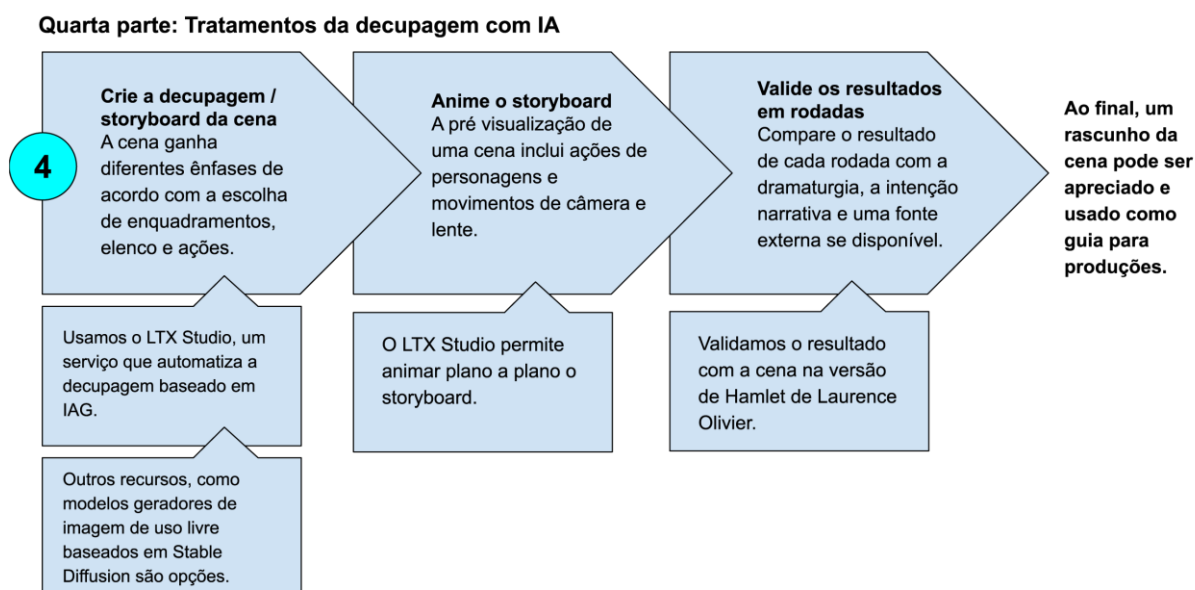 Quarta parte: Tratamentos da decupagem com IA
4
Crie a decupagem /
storyboard da cena
A cena ganha
diferentes ênfases de
acordo com a escolha
de enquadramentos,
elenco e ações.
Usamos o LTX Studio, um
serviço que automatiza a
decupagem baseado em
IAG.
Outros recursos, como
modelos geradores de
imagem de uso livre
baseados em Stable
Diffusion são opções.
Anime o storyboard
A pré visualização de
uma cena inclui ações de
personagens e
movimentos de câmera e
lente.
O LTX Studio permite
animar plano a plano o
storyboard.
Valide os resultados
em rodadas
Compare o resultado
de cada rodada com a
dramaturgia, a intenção
narrativa e uma fonte
externa se disponível.
Validamos o resultado
com a cena na versão
de Hamlet de Laurence
Olivier.
Ao final, um
rascunho da
cena pode ser
apreciado e
usado como
guia para
produções.